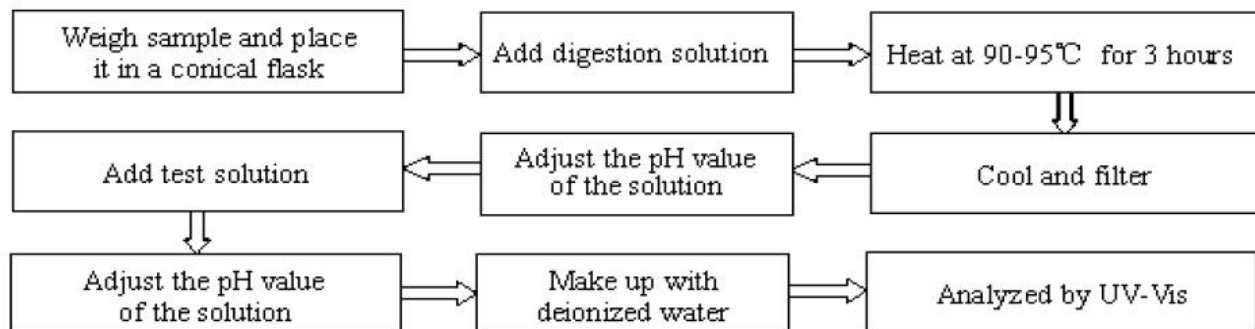 Weigh sample and place
it in a conical flask
Add digestion solution
Heat at 90-95℃ for 3 hours
Cool and filter
Adjust the pH value
of the solution
Add test solution
Adjust the pH value
of the solution
Make up with
deionized water
Analyzed by UV-Vis